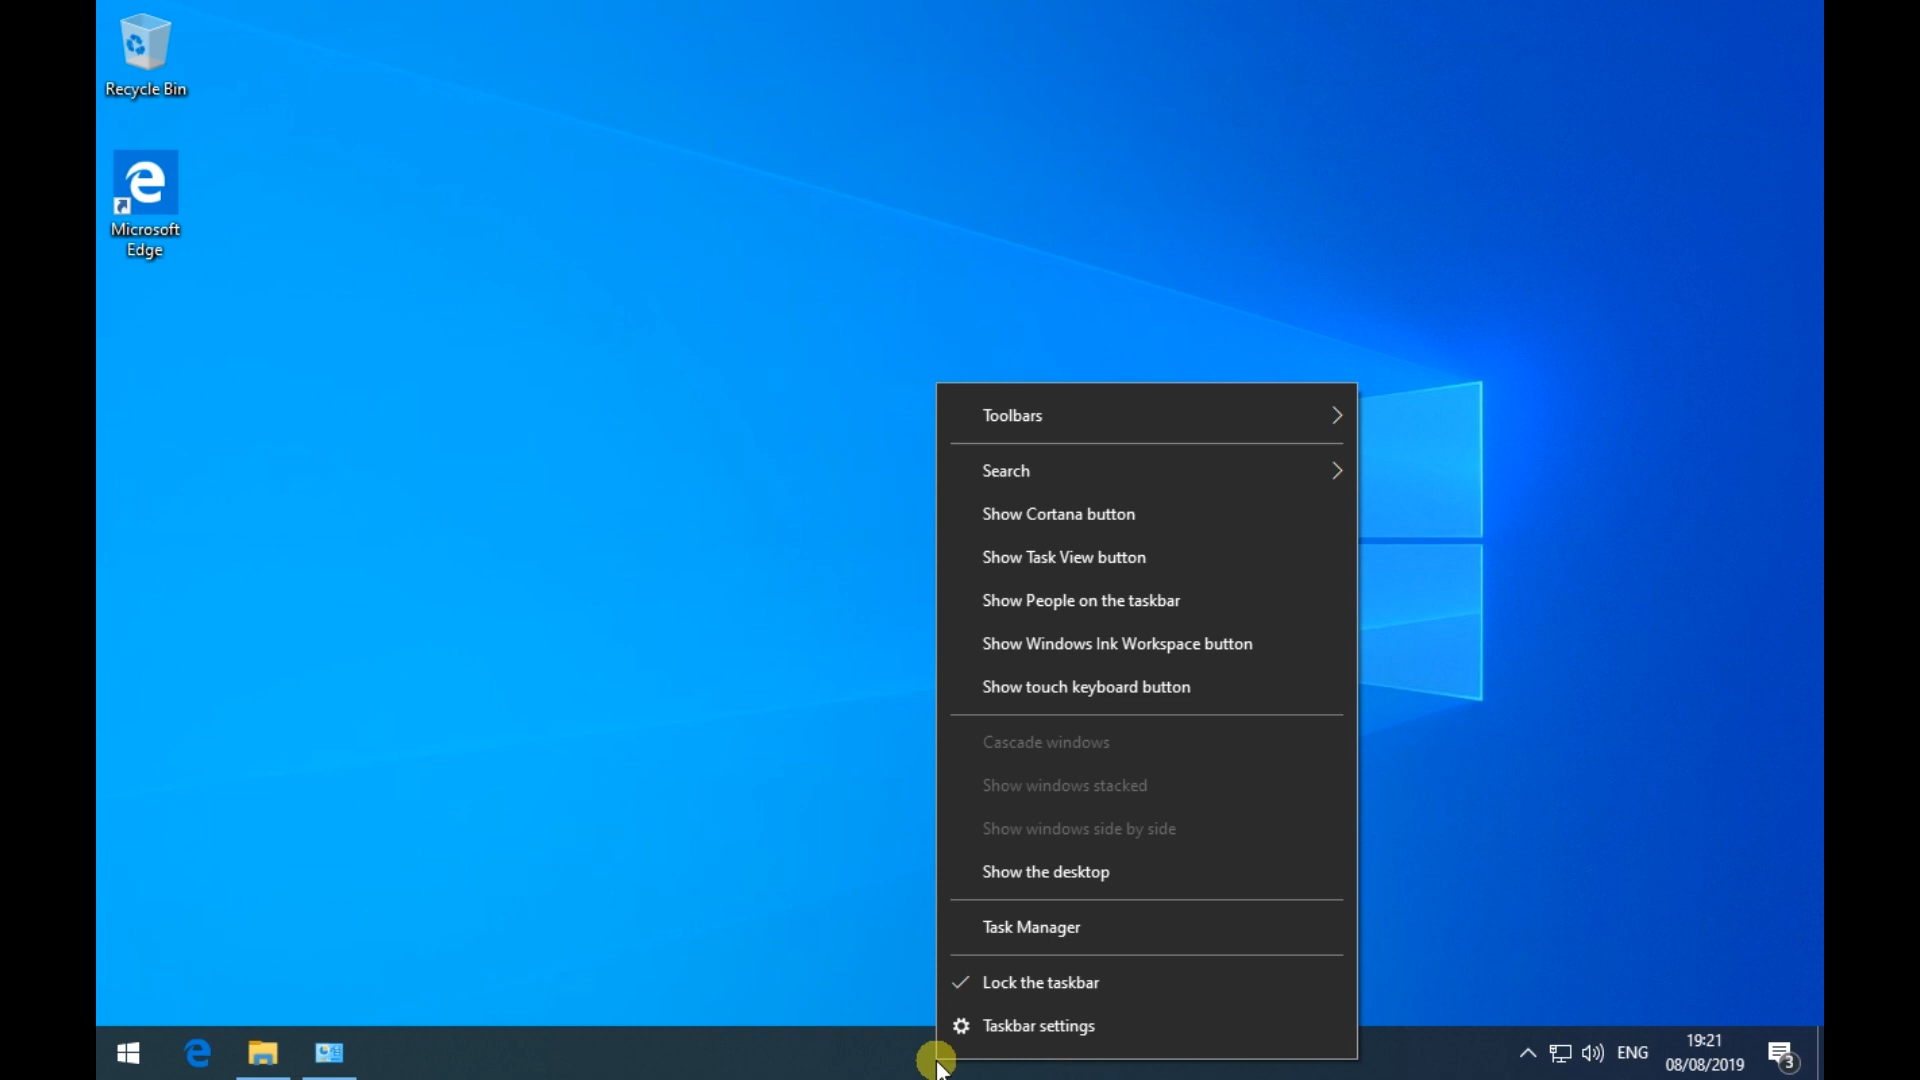 Recycle Bin
Microsoft
Edge
Toolbars
Search
Show Cortana button
Show Task View button
Show People on the taskbar
Show Windows Ink Workspace button
Show touch keyboard button
Cascade windows
Show windows stacked
Show windows side by side
Show the desktop
Task Manager
Lock the taskbar
Taskbar settings
ENG
19:21
08/08/2019
3